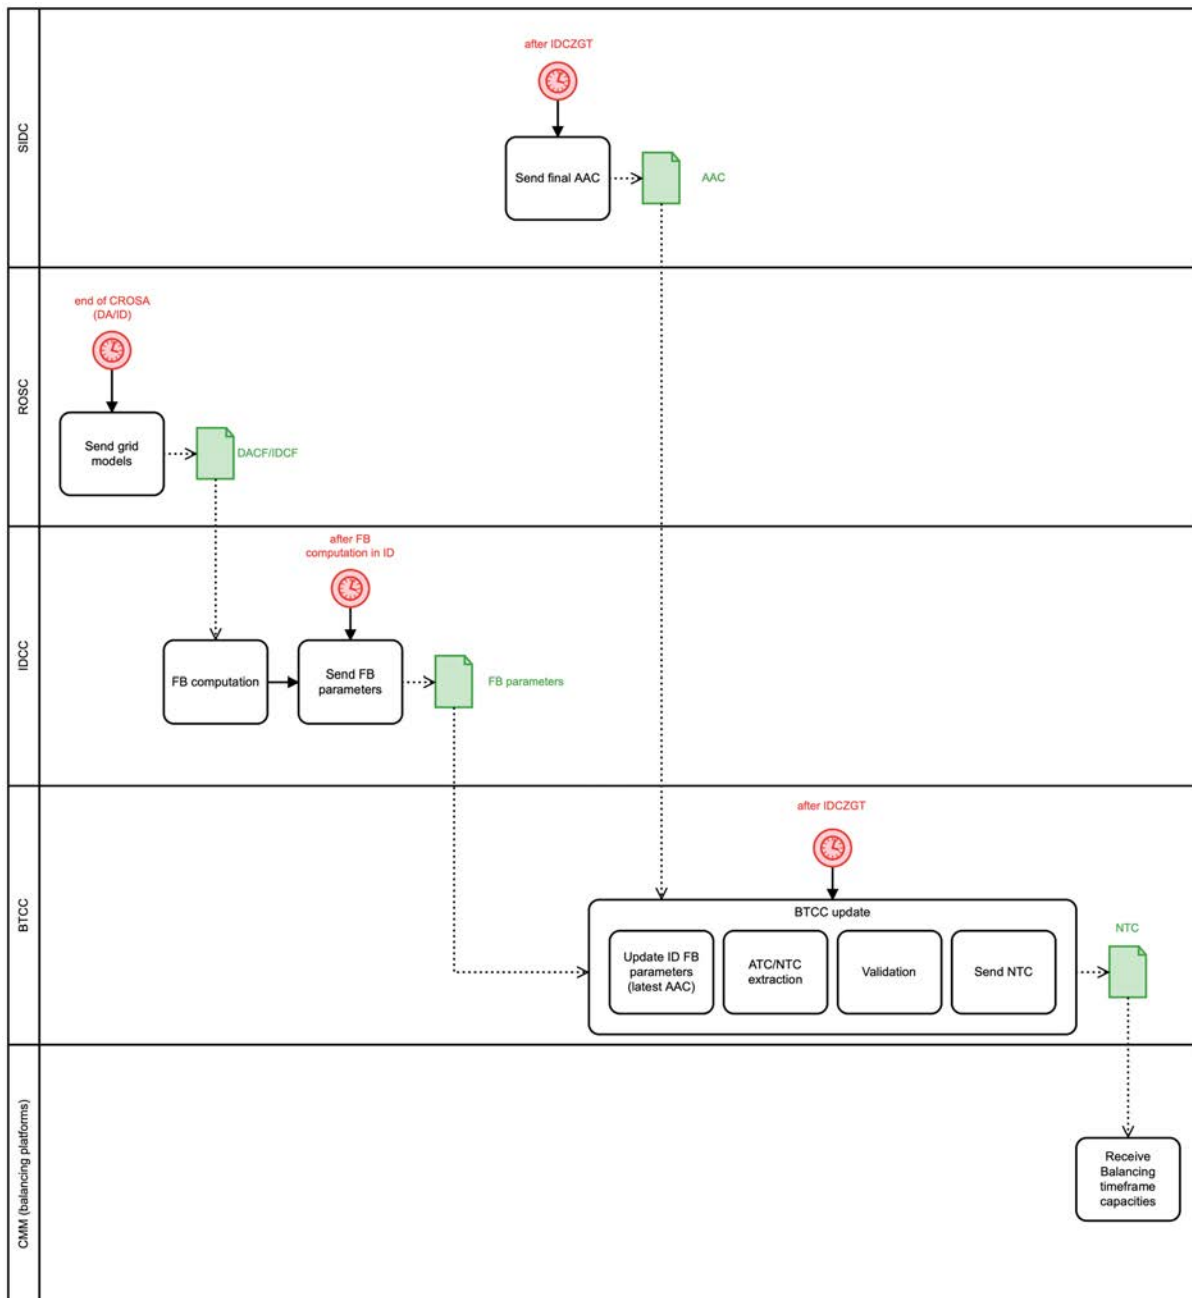 SIDC
after IDCZGT
Send final AAC
AAC
ROSC
end of CROSA
(DA/ID)
Send grid
models
DACF/IDCF
IDCC
after FB
computation in ID
FB computation
Send FB
parameters
FB parameters
BTCC
after IDCZGT
BTCC update
Update ID FB
parameters
(latest AAC)
ATC/NTC
extraction
Validation
Send NTC
NTC
CMM (balancing platforms)
Receive
Balancing
timeframe
capacities